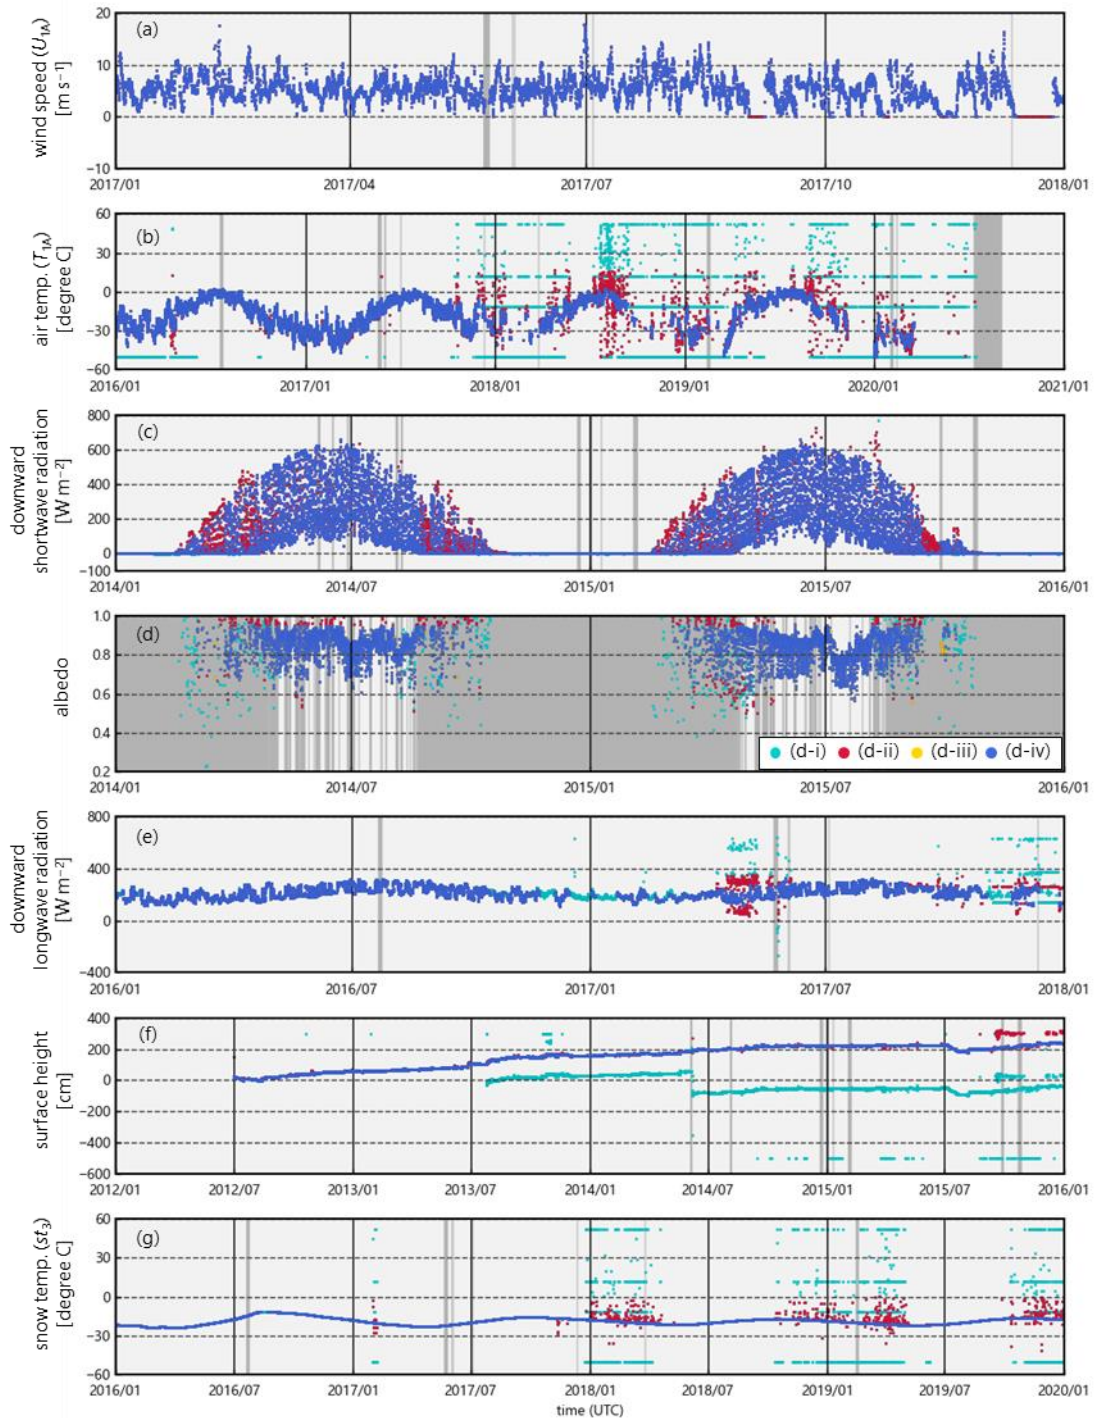 (a)
wind speed (U1A)
[m s−1]
20
10
0
−10
2017/01 2017/04 2017/07 2017/10 2018/01
(b)
air temp. (T1A)
[degree C]
60
30
0
−30
−60
2016/01 2017/01 2018/01 2019/01 2020/01 2021/01
(c)
downward
shortwave radiation
[W m−2]
800
600
400
200
0
−100
2014/01 2014/07 2015/01 2015/07 2016/01
(d)
albedo
1.0
0.8
0.6
0.4
0.2
(d-i) (d-ii) (d-iii) (d-iv)
2014/01 2014/07 2015/01 2015/07 2016/01
(e)
downward
longwave radiation
[W m−2]
800
400
0
−400
2016/01 2016/07 2017/01 2017/07 2018/01
(f)
surface height
[cm]
400
200
0
−200
−400
−600
2012/01 2012/07 2013/01 2013/07 2014/01 2014/07 2015/01 2015/07 2016/01
(g)
snow temp. (st3)
[degree C]
60
30
0
−30
−60
2016/01 2016/07 2017/01 2017/07 2018/01 2018/07 2019/01 2019/07 2020/01
time (UTC)